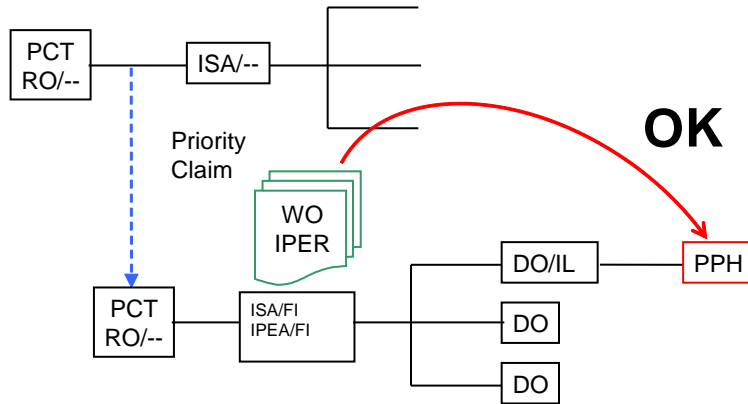 PCT
RO/--
ISA/--
OK
Priority
Claim
WO
IPER
DO/IL
PPH
PCT
RO/--
ISA/FI
IPEA/FI
DO
DO